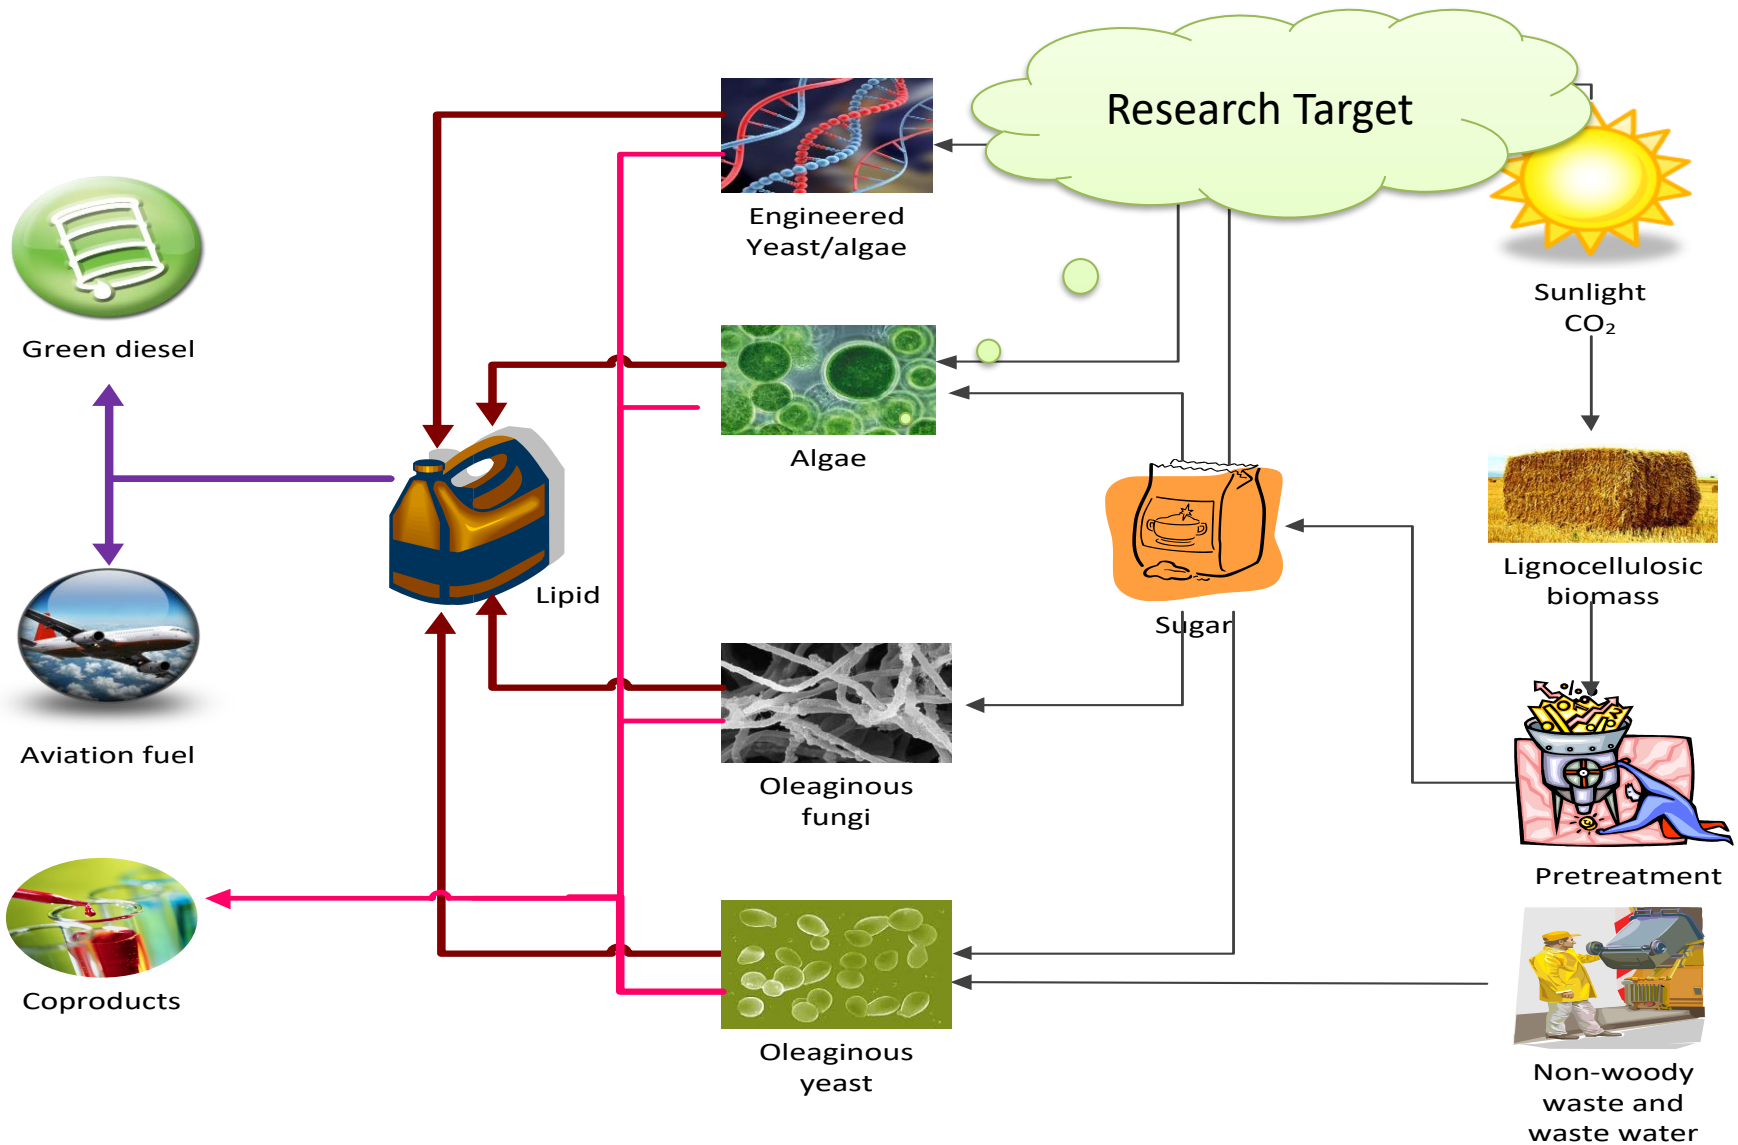 Research Target
Engineered
Yeast/algae
Sunlight
CO₂
Green diesel
Algae
Lignocellulosic
biomass
Lipid
Sugar
Aviation fuel
Oleaginous
fungi
Pretreatment
Coproducts
Oleaginous
yeast
Non-woody
waste and
waste water